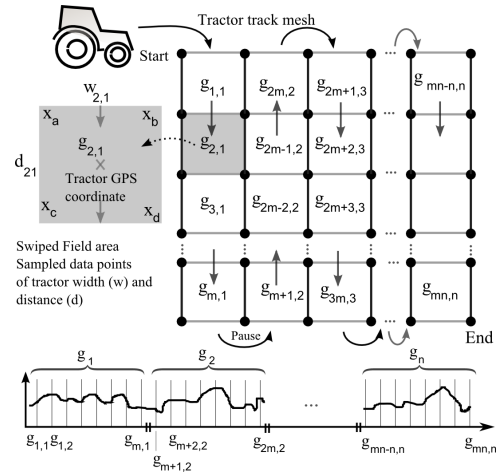 Tractor track mesh
Start
w2,1
xa xb
g2,1
d21
Tractor GPS
coordinate
xc xd
Swiped Field area
Sampled data points
of tractor width (w) and
distance (d)
g1,1 g2m,2 g2m+1,3 ... g mn-n,n
g2,1 g2m-1,2 g2m+2,3 ...
g3,1 g2m-2,2 g2m+3,3
gm,1 gm+1,2 g3m,3 ... gmn,n
Pause ... End
g1 g2 gn
...
g1,1 g1,2 gm,1 gm+1,2 gm+2,2 g2m,2 gmn-n,n gmn,n